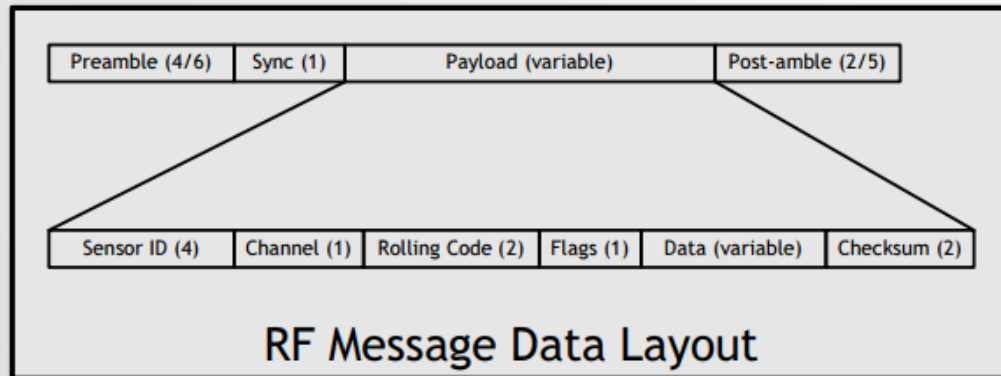 Preamble (4/6) Sync (1) Payload (variable) Post-amble (2/5)
Sensor ID (4) Channel (1) Rolling Code (2) Flags (1) Data (variable) Checksum (2)
RF Message Data Layout